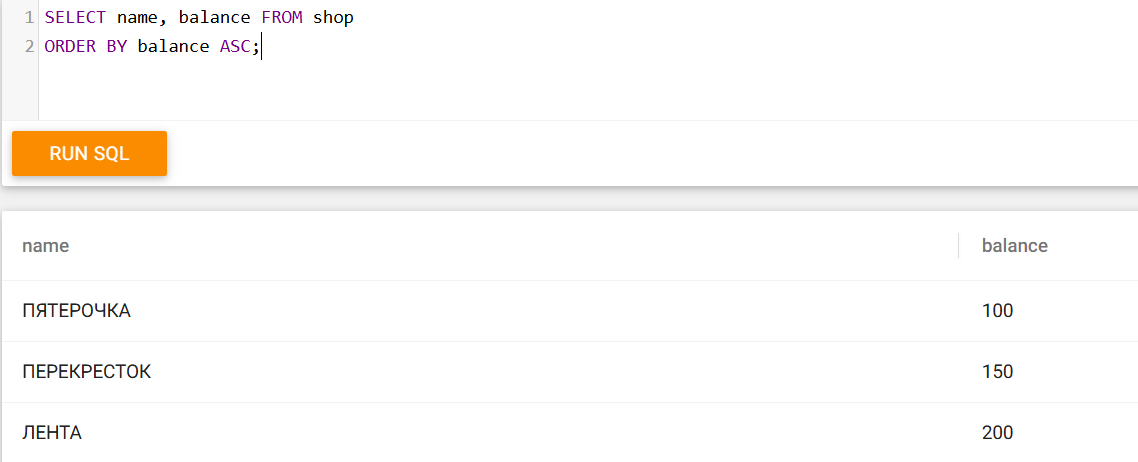 1 SELECT name, balance FROM shop
2 ORDER BY balance ASC;
RUN SQL
name balance
ПЯТЕРОЧКА 100
ПЕРЕКРЕСТОК 150
ЛЕНТА 200